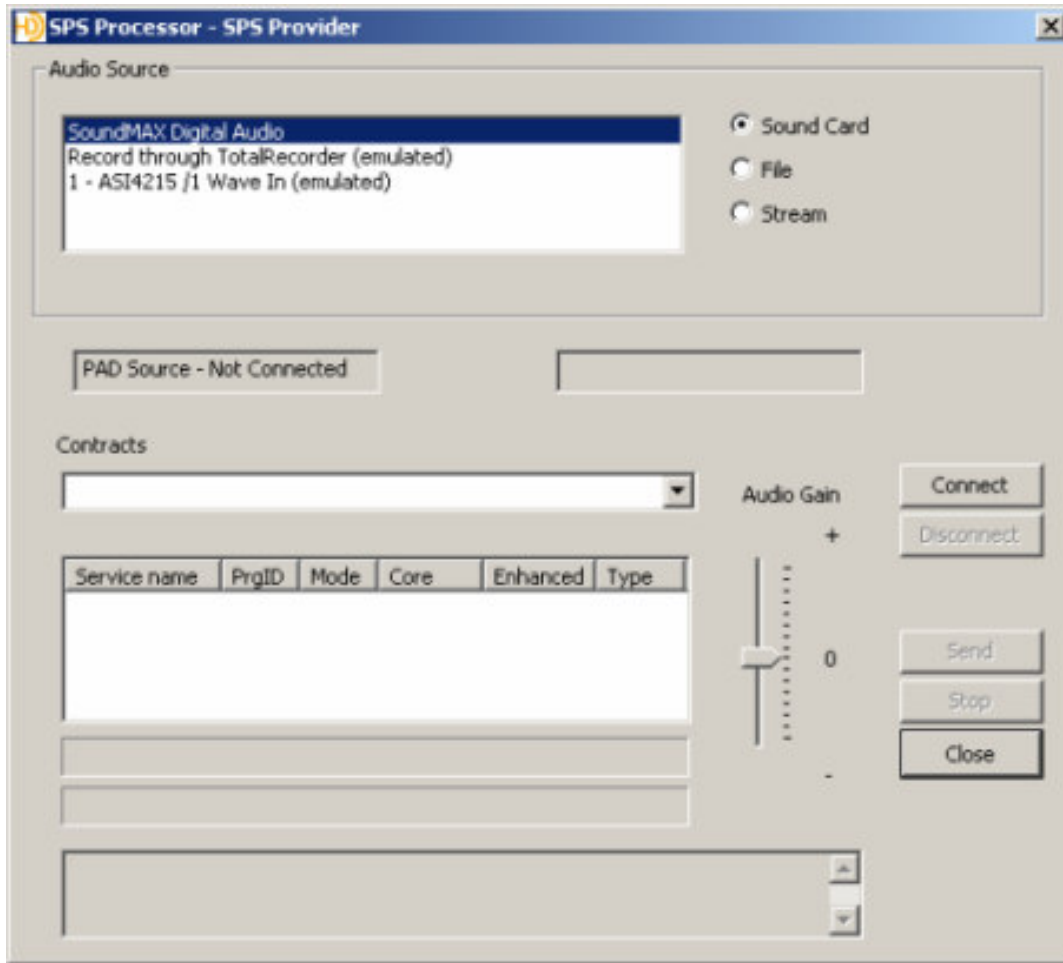 SPS Processor - SPS Provider
Audio Source
SoundMAX Digital Audio
Record through TotalRecorder (emulated)
1 - ASI4215 /1 Wave In (emulated)
Sound Card
File
Stream
PAD Source - Not Connected
Contracts
Audio Gain
+
0
-
Connect
Disconnect
Service name PrgID Mode Core Enhanced Type
Send
Stop
Close